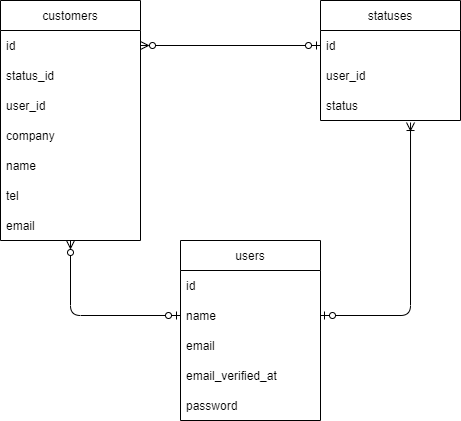 customers
id
status_id
user_id
company
name
tel
email
statuses
id
user_id
status
users
id
name
email
email_verified_at
password